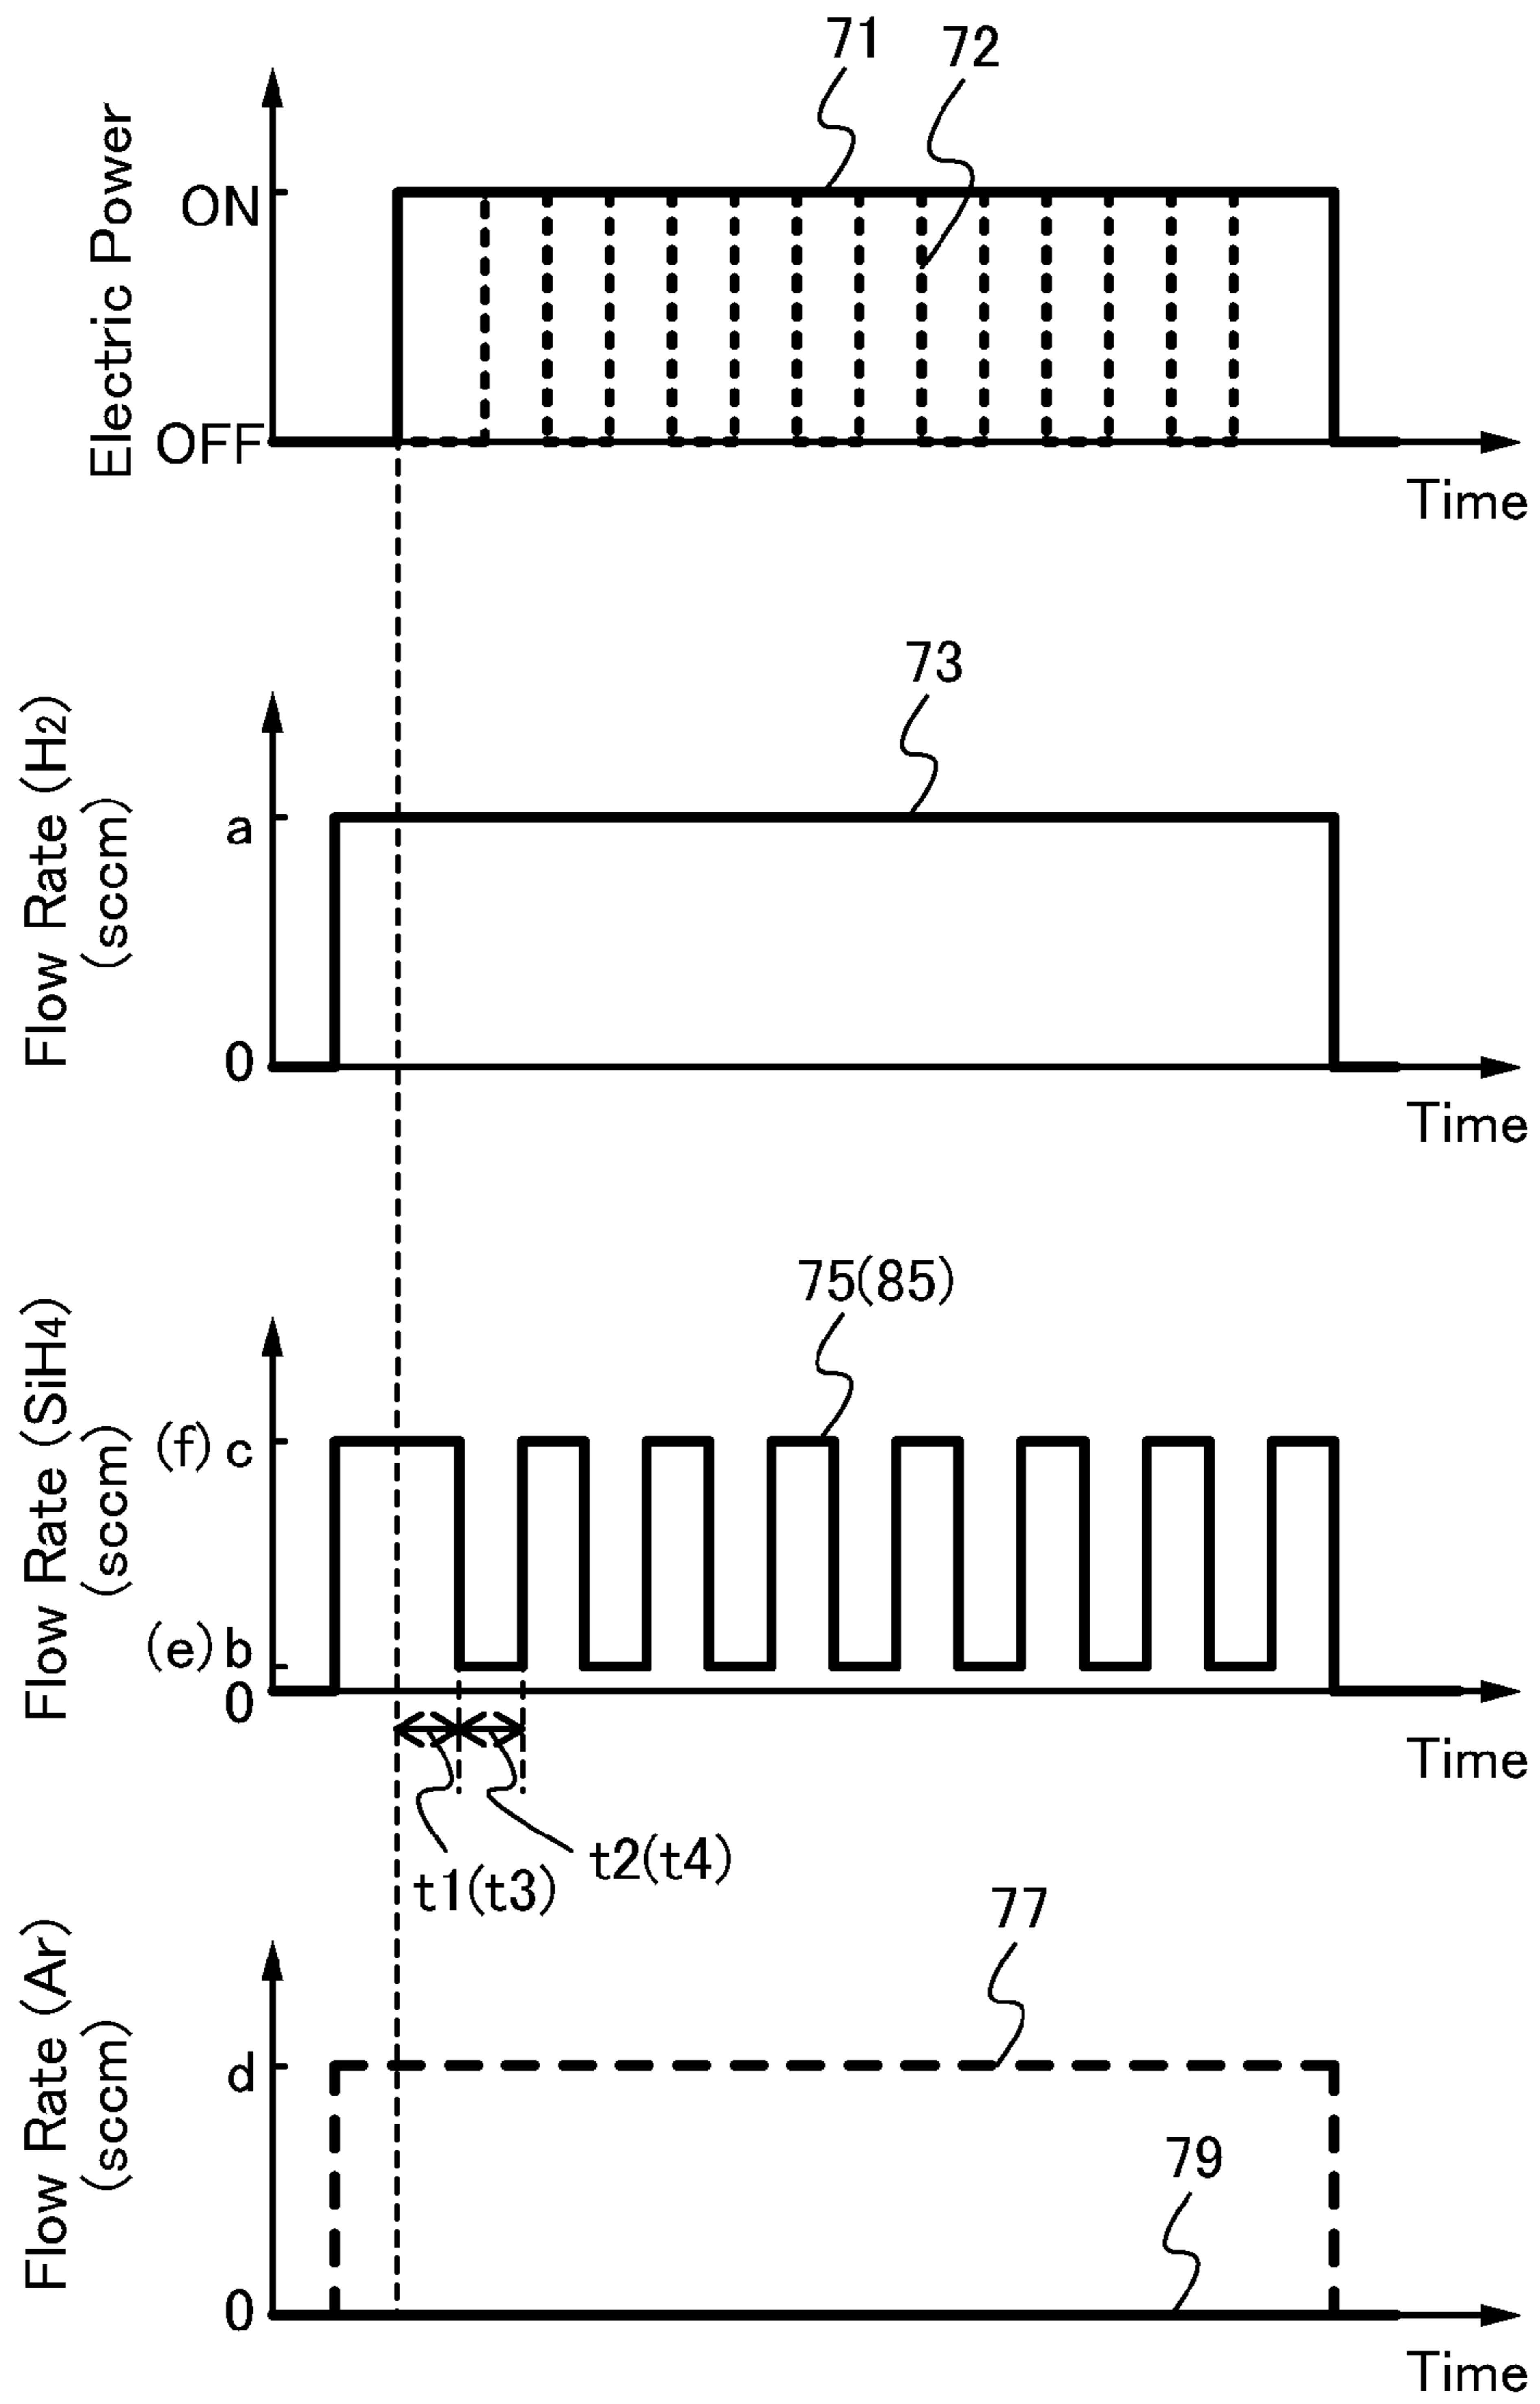 71
72
Electric Power
ON
OFF
Time
73
Flow Rate (H2)
(sccm)
a
0
Time
75(85)
Flow Rate (SiH4)
(sccm)
(f) c
(e) b
0
Time
t1(t3)
t2(t4)
77
Flow Rate (Ar)
(sccm)
d
79
0
Time